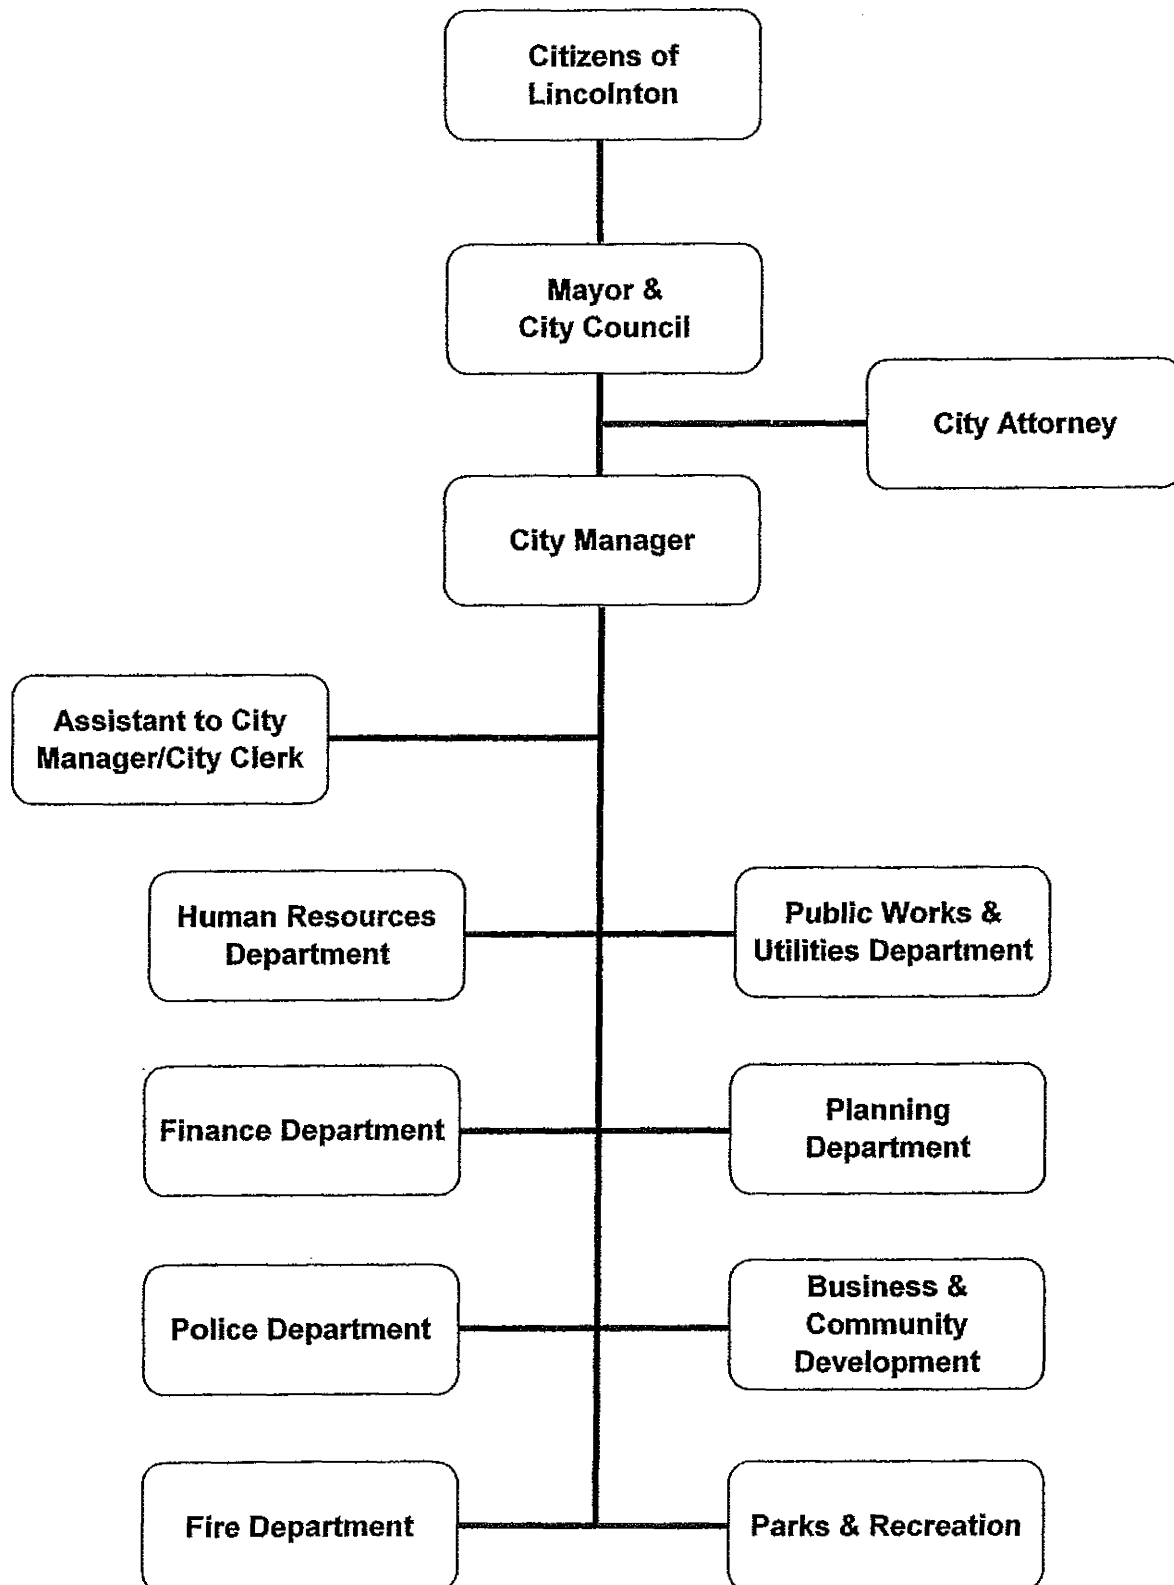 Citizens of
Lincolnton
Mayor &
City Council
City Attorney
City Manager
Assistant to City
Manager/City Clerk
Human Resources
Department
Public Works &
Utilities Department
Finance Department
Planning
Department
Police Department
Business &
Community
Development
Fire Department
Parks & Recreation